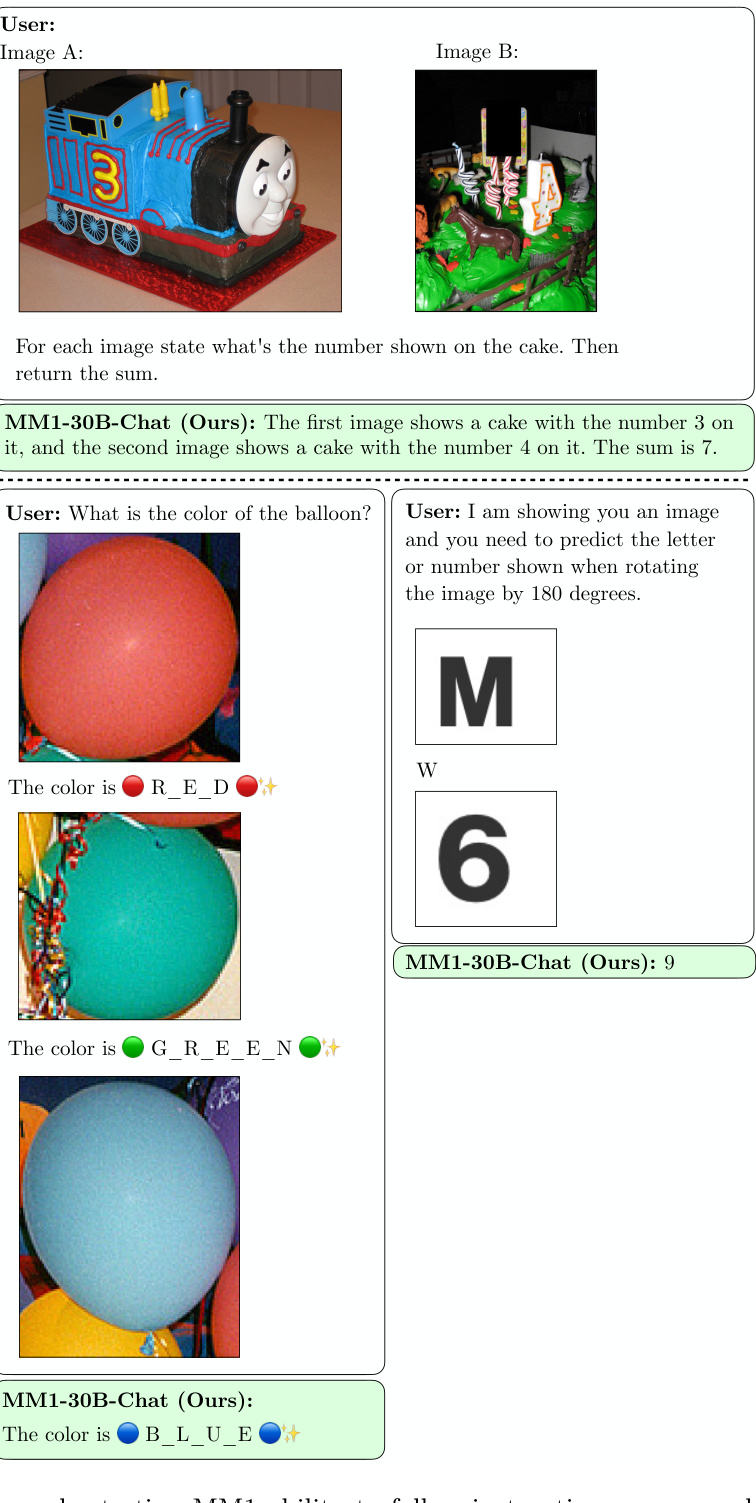 User:
Image A:
Image B:
3
4
For each image state what's the number shown on the cake. Then
return the sum.
MM1-30B-Chat (Ours): The first image shows a cake with the number 3 on
it, and the second image shows a cake with the number 4 on it. The sum is 7.
User: What is the color of the balloon?
The color is 🔴 R_E_D 🔴✨
The color is 🟢 G_R_E_E_N 🟢✨
MM1-30B-Chat (Ours):
The color is 🔵 B_L_U_E 🔵✨
User: I am showing you an image
and you need to predict the letter
or number shown when rotating
the image by 180 degrees.
M
W
6
MM1-30B-Chat (Ours): 9